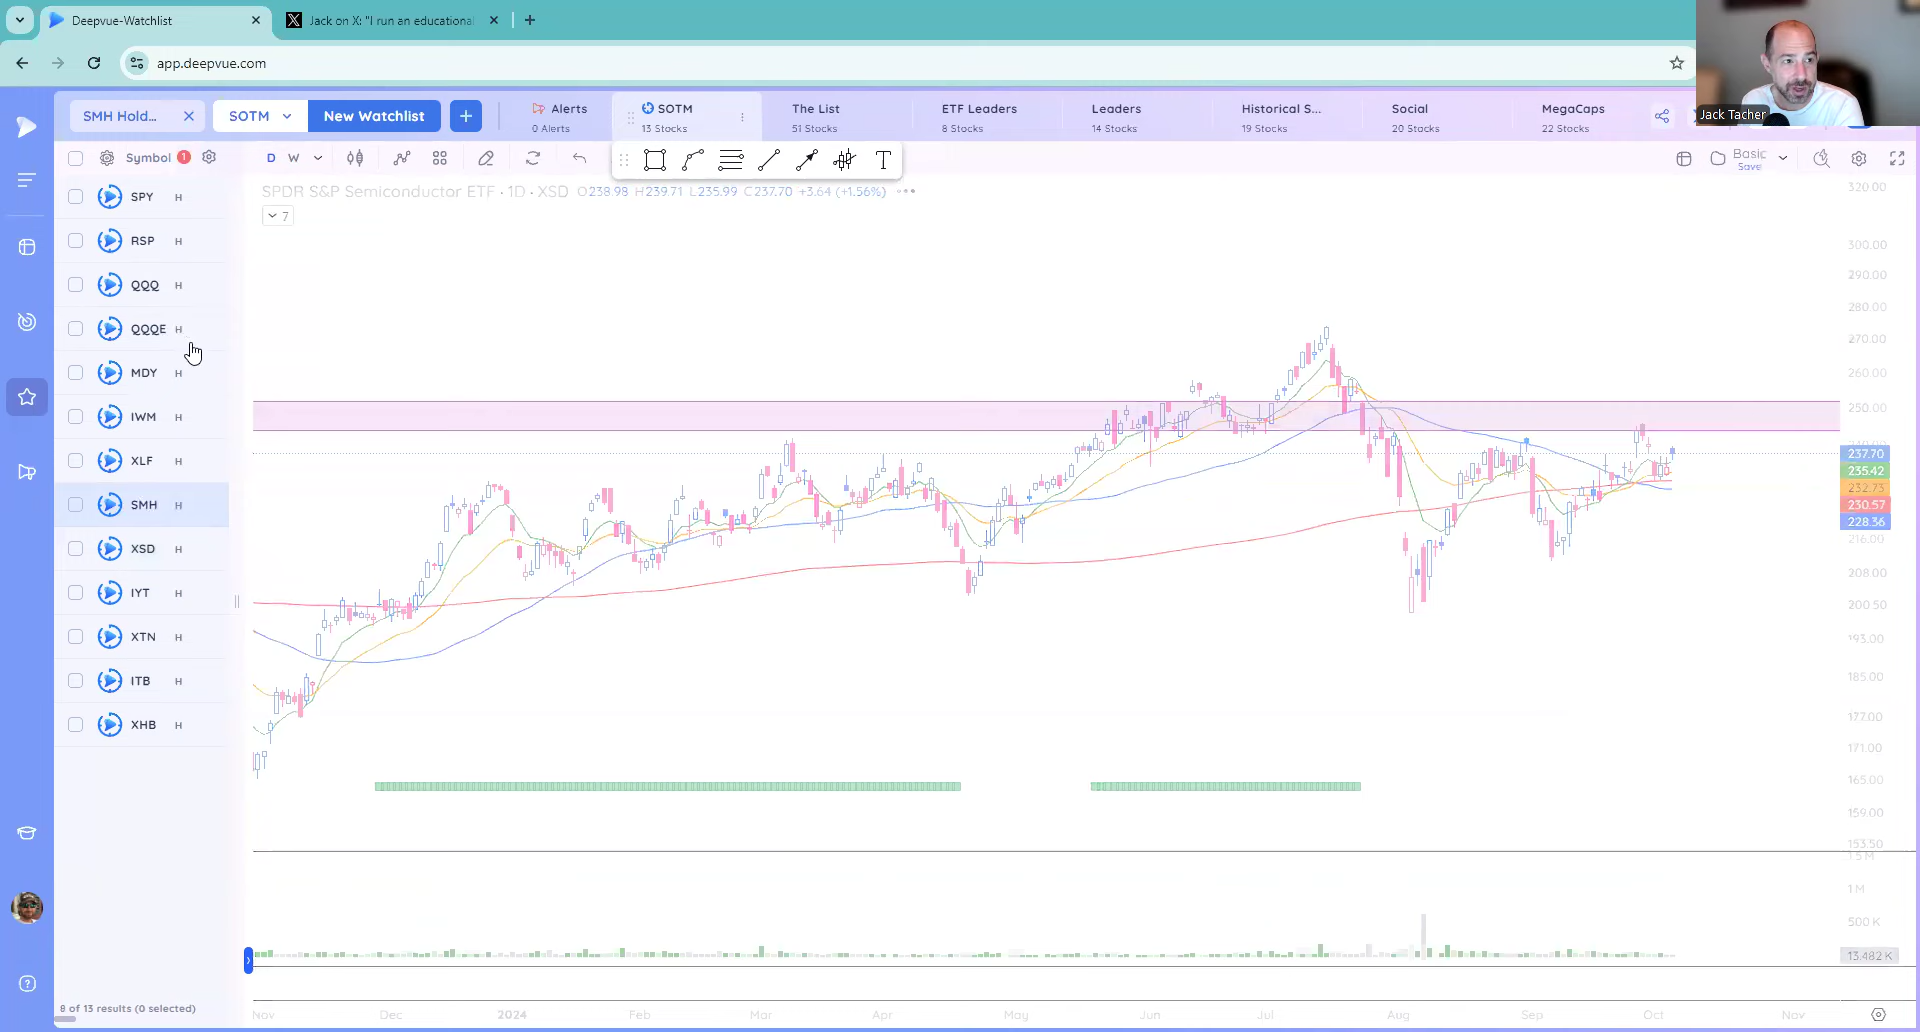 Deepvue-Watchlist
Jack on X: "I run an educational
app.deepvue.com
Jack Tacher
SMH Hold...
SOTM
New Watchlist
Alerts
0 Alerts
SOTM
13 Stocks
The List
51 Stocks
ETF Leaders
8 Stocks
Leaders
14 Stocks
Historical S...
19 Stocks
Social
20 Stocks
MegaCaps
22 Stocks
Symbol 1
D W
T
Basic
Save
SPDR S&P Semiconductor ETF · 1D · XSD O238.98 H239.71 L235.99 C237.70 +3.64 (+1.56%)
7
SPY H
RSP H
QQQ H
QQQE H
MDY H
IWM H
XLF H
SMH H
XSD H
IYT H
XTN H
ITB H
XHB H
320.00
300.00
290.00
280.00
270.00
260.00
250.00
240.00
237.70
235.42
232.73
230.57
228.36
216.00
208.00
200.50
193.00
185.00
177.00
171.00
165.00
159.00
153.50
1.5 M
1 M
500 K
13.482 K
8 of 13 results (0 selected)
Nov Dec 2024 Feb Mar Apr May Jun Jul Aug Sep Oct Nov